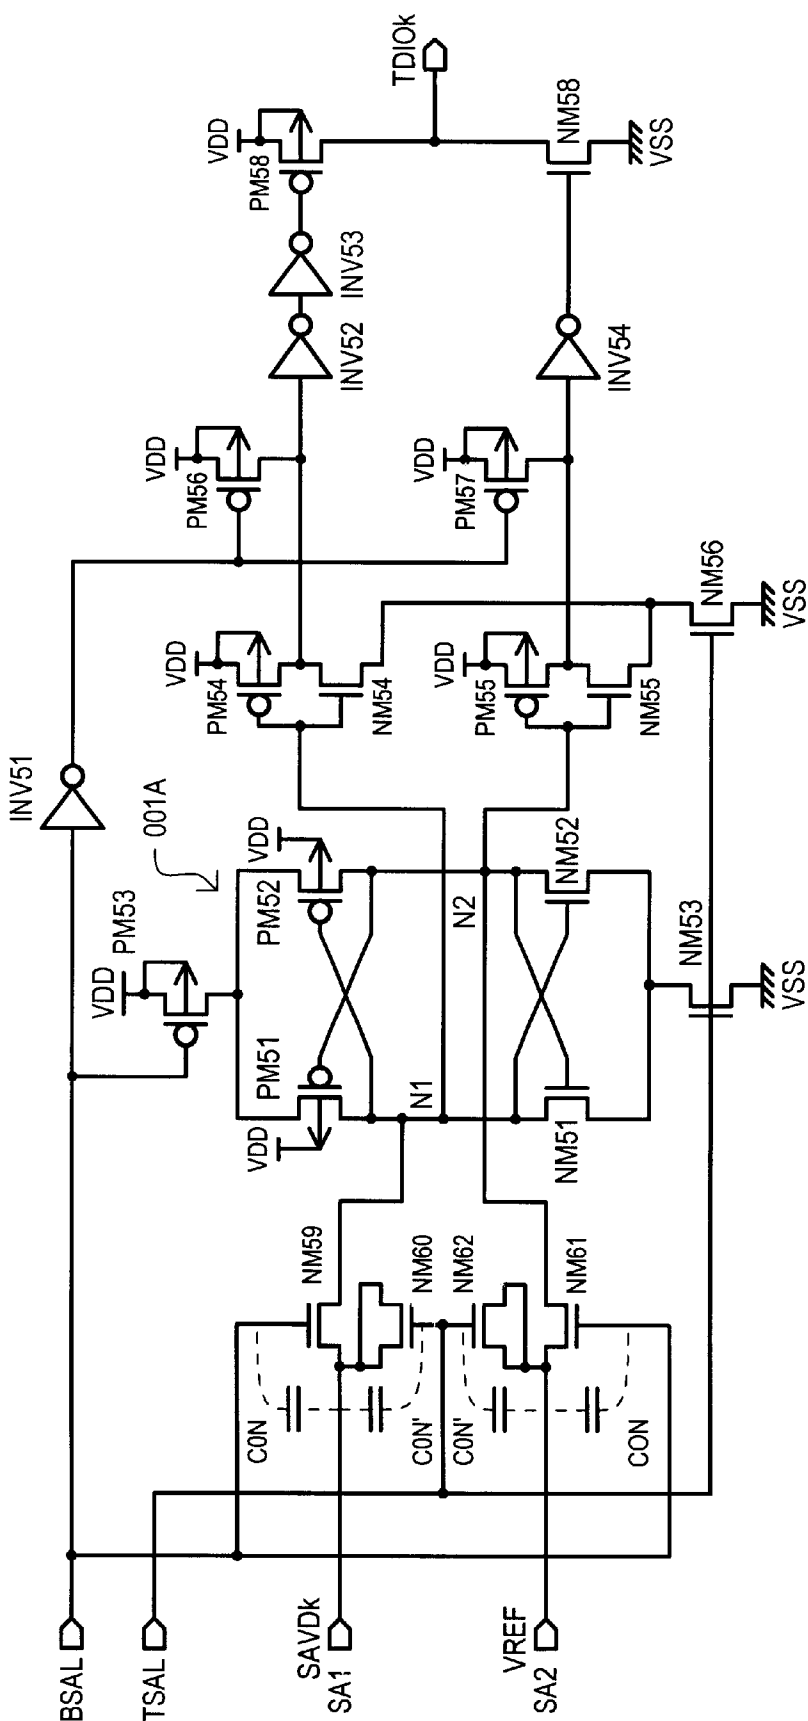 BSAL
TSAL
SAVDk
SA1
VREF
SA2
C0N
C0N'
C0N'
CON
NM59
NM60
NM62
NM61
INV51
001A
VDD
PM53
VDD
PM51
VDD
PM52
N1
N2
NM51
NM52
NM53
VSS
VDD
PM54
NM54
VDD
PM55
NM55
NM56
VSS
VDD
PM56
VDD
PM57
INV52
INV53
INV54
VDD
PM58
TDIOk
NM58
VSS